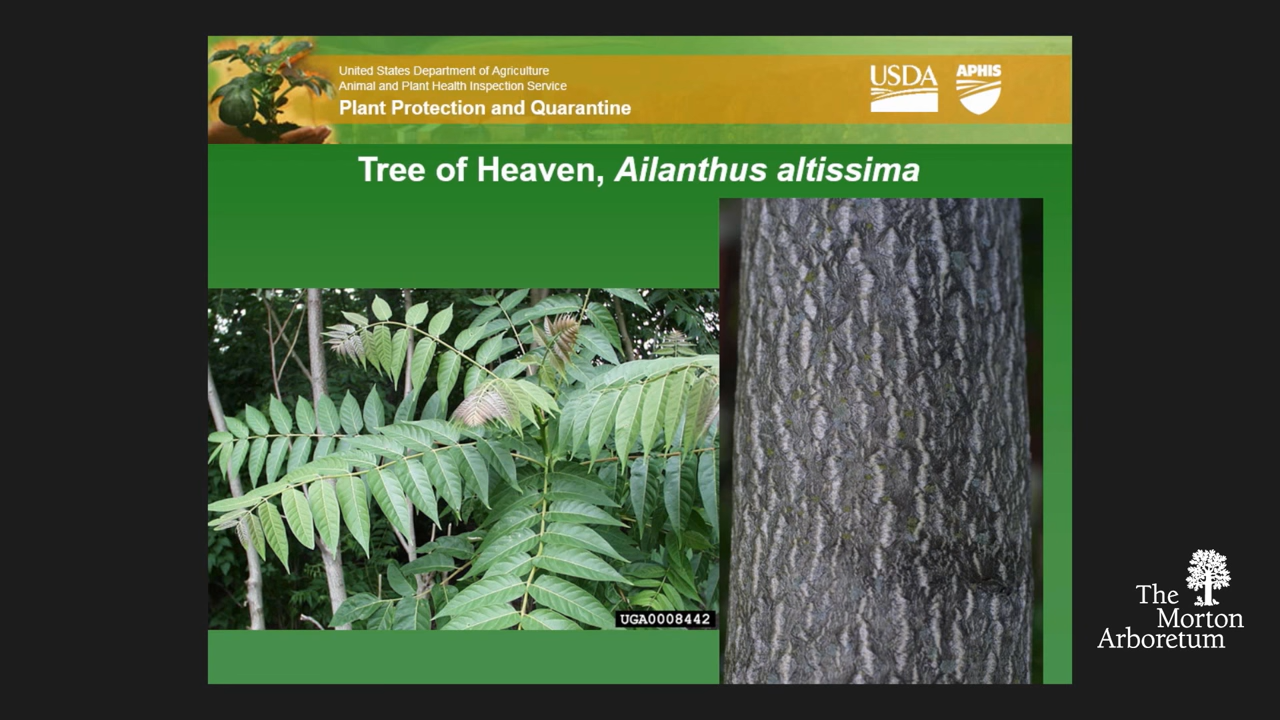 United States Department of Agriculture
Animal and Plant Health Inspection Service
Plant Protection and Quarantine
USDA
APHIS
Tree of Heaven, Ailanthus altissima
UGA0008442
The
Morton
Arboretum